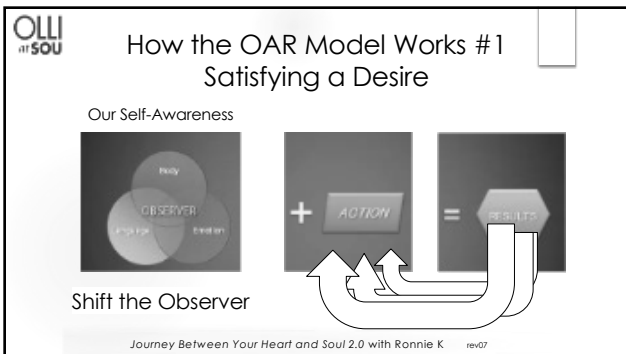 OLLI
AT SOU
How the OAR Model Works #1
Satisfying a Desire
Our Self-Awareness
Body
OBSERVER
Language
Emotion
+
ACTION
=
RESULTS
Shift the Observer
Journey Between Your Heart and Soul 2.0 with Ronnie K rev07